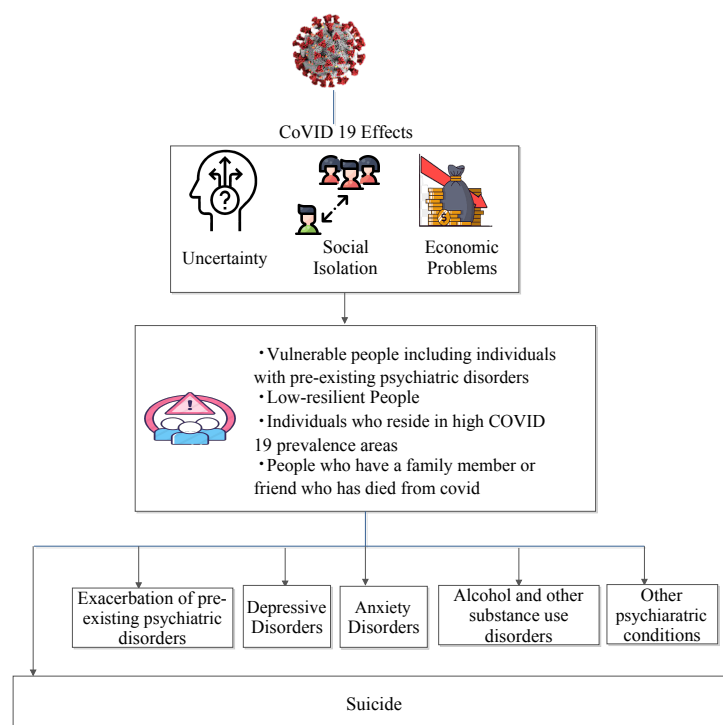 CoVID 19 Effects
Uncertainty
Social
Isolation
Economic
Problems
?
$
!
・Vulnerable people including individuals
with pre-existing psychiatric disorders
・Low-resilient People
・Individuals who reside in high COVID
19 prevalence areas
・People who have a family member or
friend who has died from covid
Exacerbation of pre-
existing psychiatric
disorders
Depressive
Disorders
Anxiety
Disorders
Alcohol and other
substance use
disorders
Other
psychiaratric
conditions
Suicide